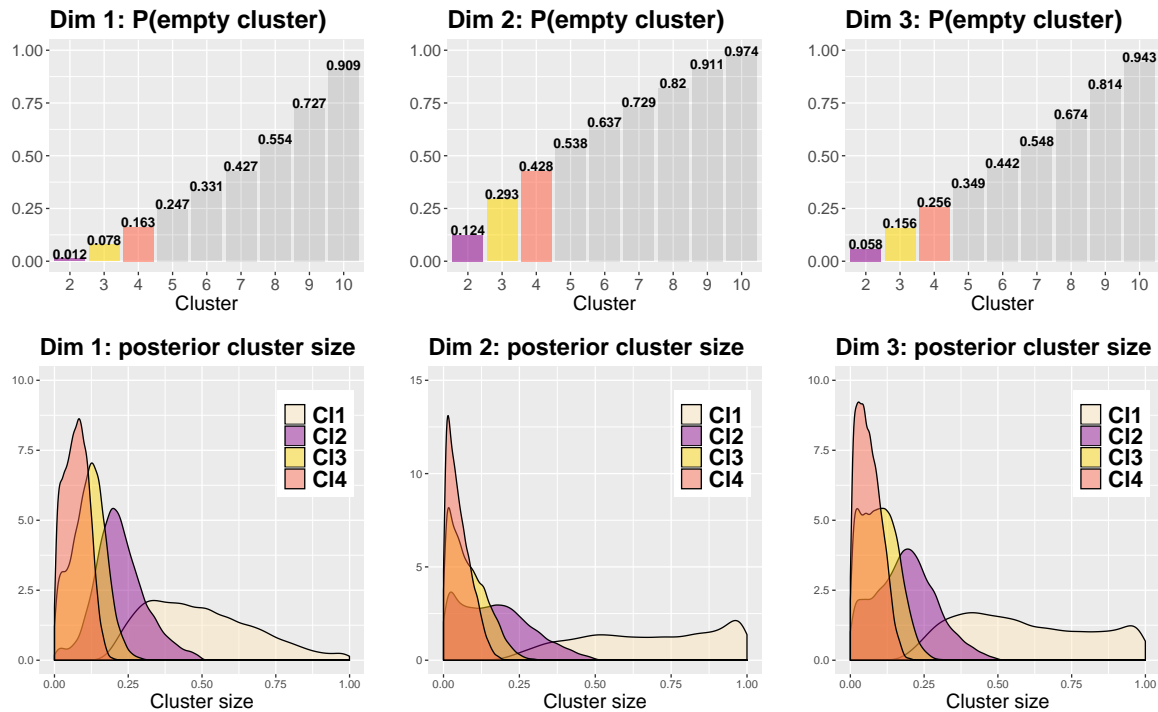 Dim 1: P(empty cluster)
1.00
0.75
0.50
0.25
0.00
0.012
0.078
0.163
0.247
0.331
0.427
0.554
0.727
0.909
2 3 4 5 6 7 8 9 10
Cluster
Dim 2: P(empty cluster)
1.00
0.75
0.50
0.25
0.00
0.124
0.293
0.428
0.538
0.637
0.729
0.82
0.911
0.974
2 3 4 5 6 7 8 9 10
Cluster
Dim 3: P(empty cluster)
1.00
0.75
0.50
0.25
0.00
0.058
0.156
0.256
0.349
0.442
0.548
0.674
0.814
0.943
2 3 4 5 6 7 8 9 10
Cluster
Dim 1: posterior cluster size
10.0
7.5
5.0
2.5
0.0
Cl1
Cl2
Cl3
Cl4
0.00 0.25 0.50 0.75 1.00
Cluster size
Dim 2: posterior cluster size
15
10
5
0
Cl1
Cl2
Cl3
Cl4
0.00 0.25 0.50 0.75 1.00
Cluster size
Dim 3: posterior cluster size
10.0
7.5
5.0
2.5
0.0
Cl1
Cl2
Cl3
Cl4
0.00 0.25 0.50 0.75 1.00
Cluster size